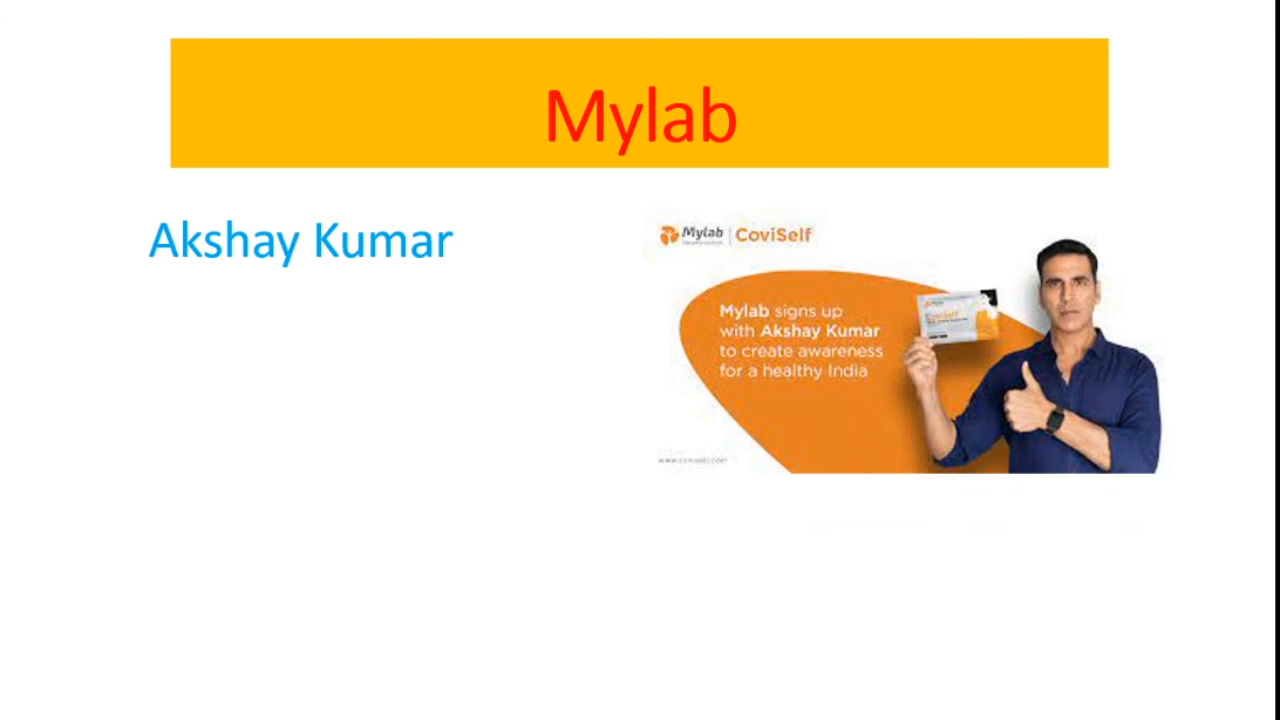 Mylab
Akshay Kumar
Mylab | CoviSelf
Mylab signs up
with Akshay Kumar
to create awareness
for a healthy India